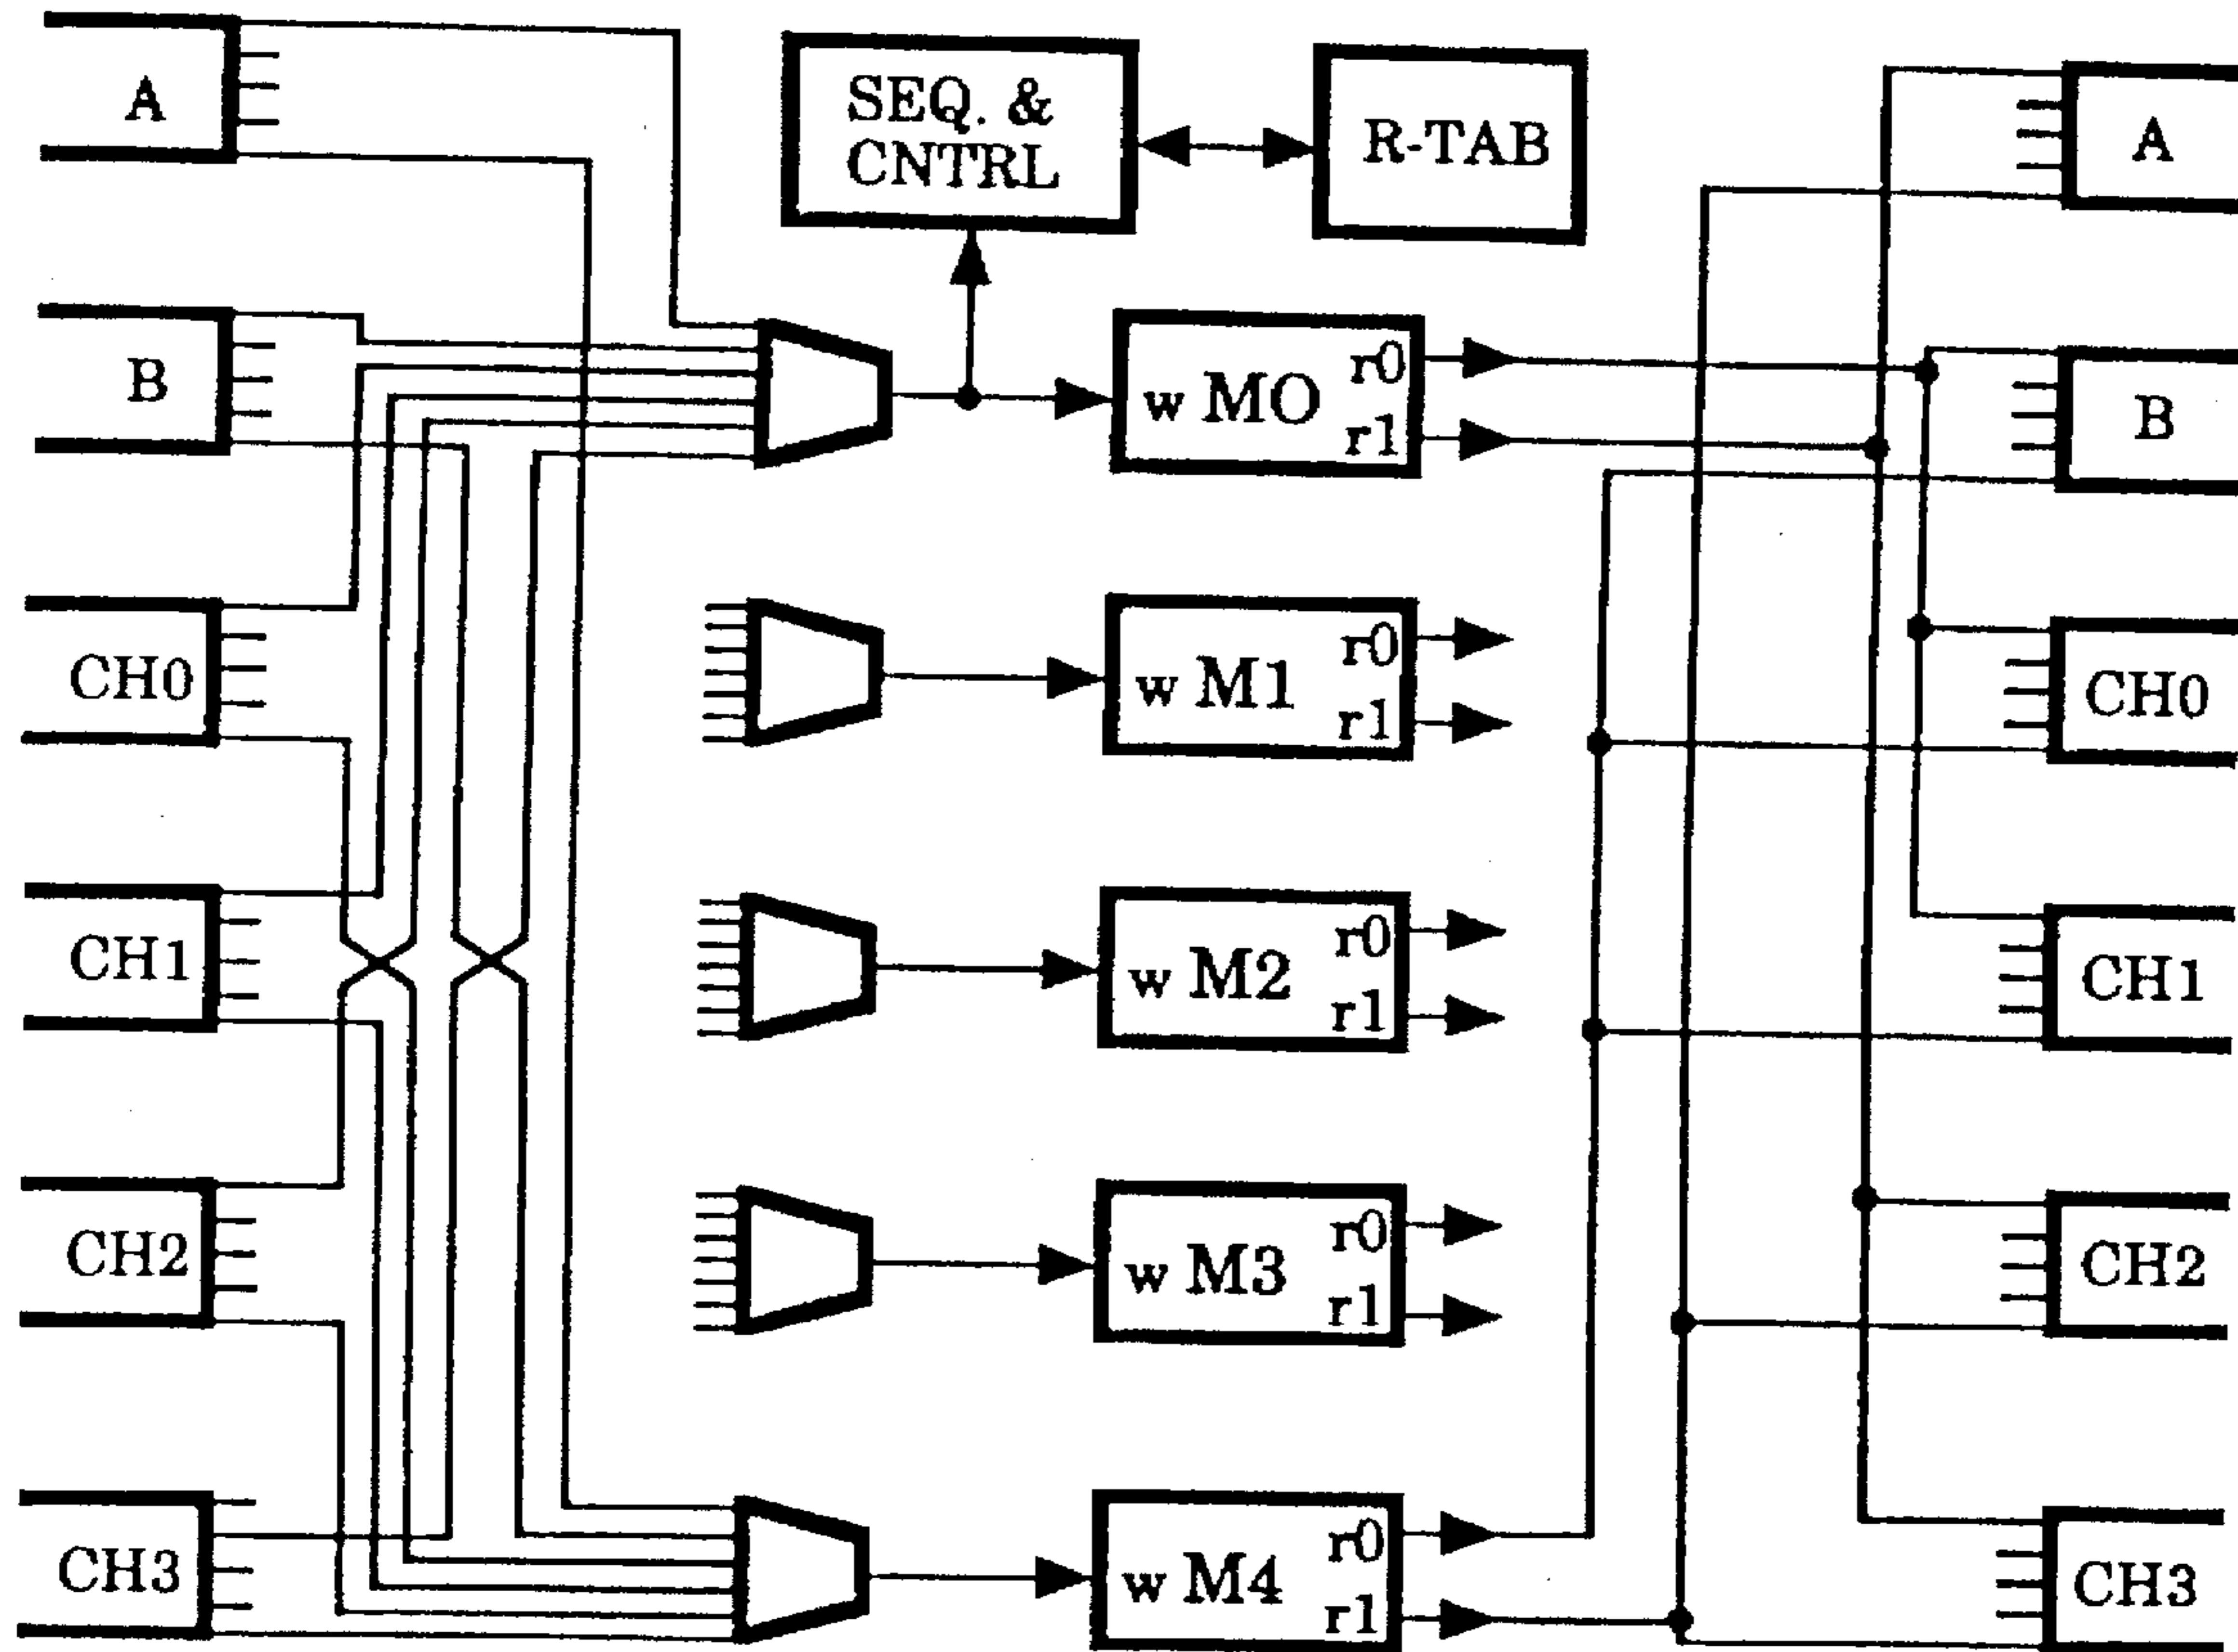 A
SEQ. &
CNTRL
R-TAB
A
B
w MO
r0
r1
B
CH0
w M1
r0
r1
CH0
CH1
w M2
r0
r1
CH1
CH2
w M3
r0
r1
CH2
CH3
w M4
r0
r1
CH3